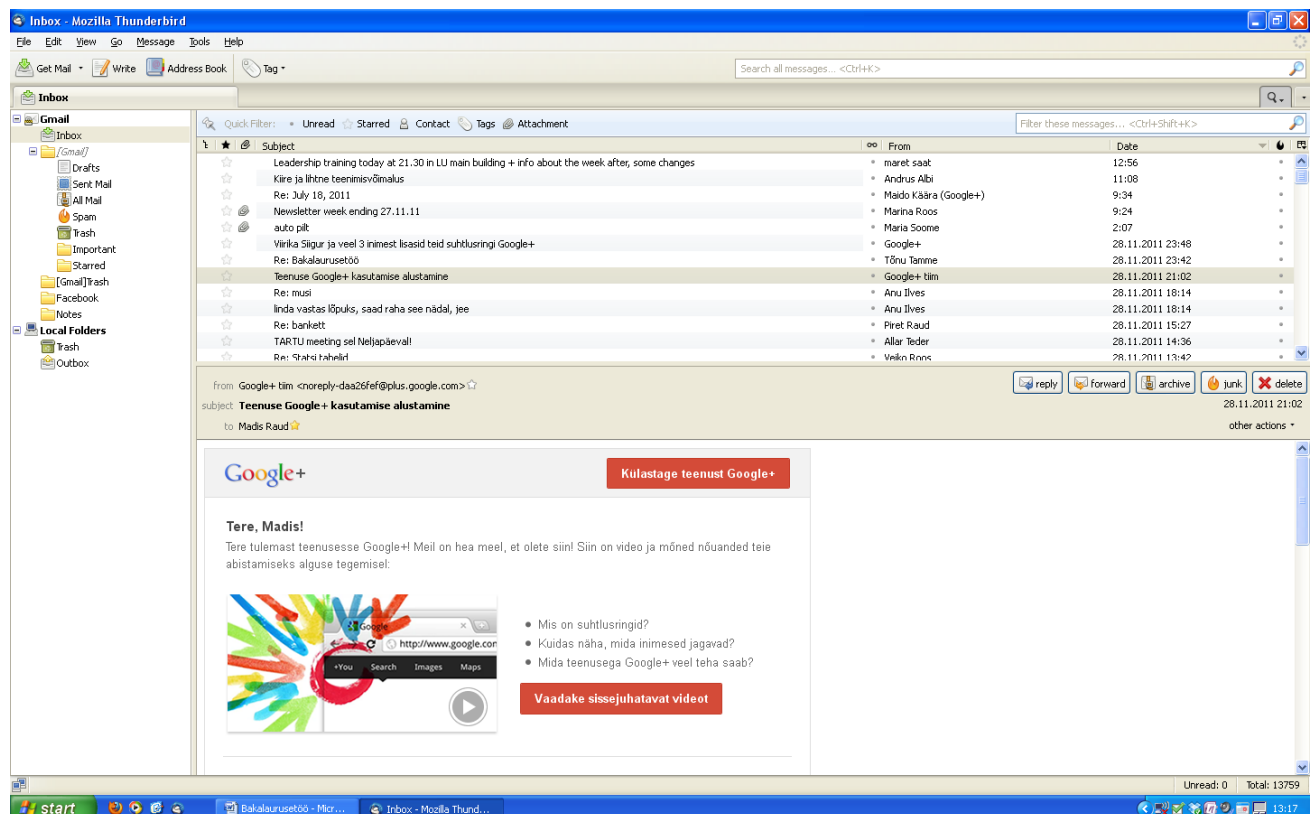 Inbox - Mozilla Thunderbird
File Edit View Go Message Tools Help
Get Mail Write Address Book Tag Search all messages... <Ctrl+K>
Inbox
Gmail
Inbox
[Gmail]
Drafts
Sent Mail
All Mail
Spam
Trash
Important
Starred
[Gmail]Trash
Facebook
Notes
Local Folders
Trash
Outbox
Quick Filter: Unread Starred Contact Tags Attachment Filter these messages... <Ctrl+Shift+K>
Subject From Date
Leadership training today at 21.30 in LU main building + info about the week after, some changes maret saat 12:56
Kiire ja lihtne teenimisvõimalus Andrus Albi 11:08
Re: July 18, 2011 Maido Käära (Google+) 9:34
Newsletter week ending 27.11.11 Marina Roos 9:24
auto pilt Maria Soome 2:07
Viirika Siigur ja veel 3 inimest lisasid teid suhtlusringi Google+ Google+ 28.11.2011 23:48
Re: Bakalaurusetöö Tõnu Tamme 28.11.2011 23:42
Teenuse Google+ kasutamise alustamine Google+ tiim 28.11.2011 21:02
Re: musi Anu Ilves 28.11.2011 18:14
linda vastas lõpuks, saad raha see nädal, jee Anu Ilves 28.11.2011 18:14
Re: bankett Piret Raud 28.11.2011 15:27
TARTU meeting sel Neljapäeval! Allar Teder 28.11.2011 14:36
Re: Statsi tabelid Veiko Roos 28.11.2011 13:42
from Google+ tiim <noreply-daa26fef@plus.google.com> reply forward archive junk delete
subject Teenuse Google+ kasutamise alustamine 28.11.2011 21:02
to Madis Raud other actions
Google+ Külastage teenust Google+
Tere, Madis!
Tere tulemast teenusesse Google+! Meil on hea meel, et olete siin! Siin on video ja mõned nõuanded teie
abistamiseks alguse tegemisel:
Google
http://www.google.con
+You Search Images Maps
Mis on suhtlusringid?
Kuidas näha, mida inimesed jagavad?
Mida teenusega Google+ veel teha saab?
Vaadake sissejuhatavat videot
Unread: 0 Total: 13759
start Bakalaurusetöö - Micr... Inbox - Mozilla Thund... 13:17